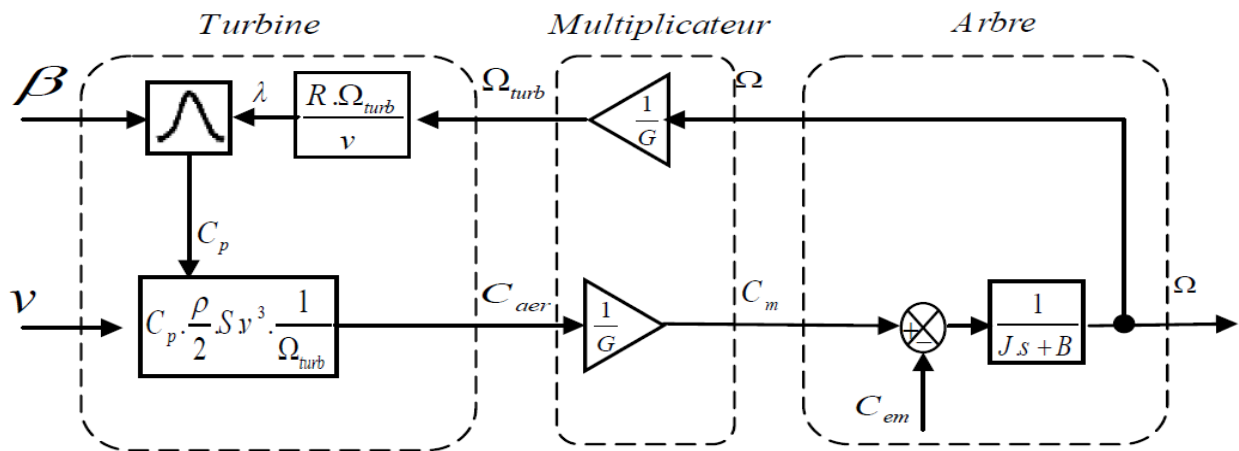 Turbine
Multiplicateur
Arbre
β
λ
R.Ω_turb / v
Ω_turb
1/G
Ω
C_p
v
C_p . ρ/2 .S.v³ . 1/Ω_turb
C_aer
1/G
C_m
+
−
1 / J.s + B
Ω
C_em